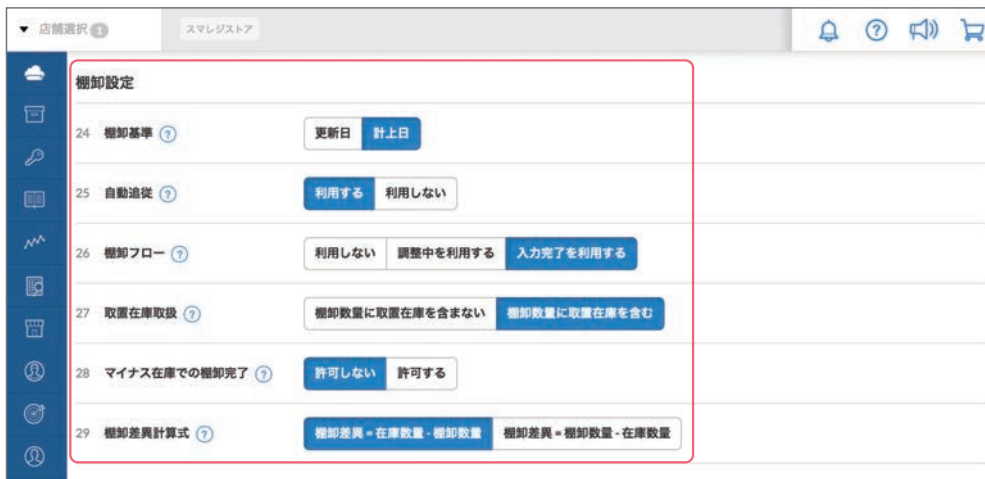 ▼ 店舗選択 1 スマレジストア
棚卸設定
24 棚卸基準 ? 更新日 計上日
25 自動追従 ? 利用する 利用しない
26 棚卸フロー ? 利用しない 調整中を利用する 入力完了を利用する
27 取置在庫取扱 ? 棚卸数量に取置在庫を含まない 棚卸数量に取置在庫を含む
28 マイナス在庫での棚卸完了 ? 許可しない 許可する
29 棚卸差異計算式 ? 棚卸差異=在庫数量-棚卸数量 棚卸差異=棚卸数量-在庫数量